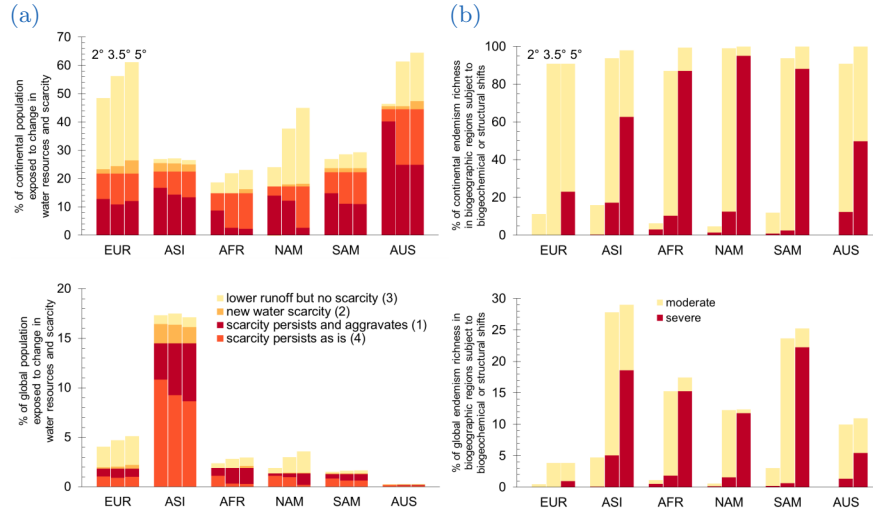 (a)
% of continental population
exposed to change in
water resources and scarcity
70
60
50
40
30
20
10
0
2° 3.5° 5°
EUR ASI AFR NAM SAM AUS
(b)
% of continental endemism richness
in biogeographic regions subject to
biogeochemical or structural shifts
100
80
60
40
20
0
2° 3.5° 5°
EUR ASI AFR NAM SAM AUS
% of global population
exposed to change in
water resources and scarcity
20
15
10
5
0
lower runoff but no scarcity (3)
new water scarcity (2)
scarcity persists and aggravates (1)
scarcity persists as is (4)
EUR ASI AFR NAM SAM AUS
% of global endemism richness in
biogeographic regions subject to
biogeochemical or structural shifts
30
25
20
15
10
5
0
moderate
severe
EUR ASI AFR NAM SAM AUS